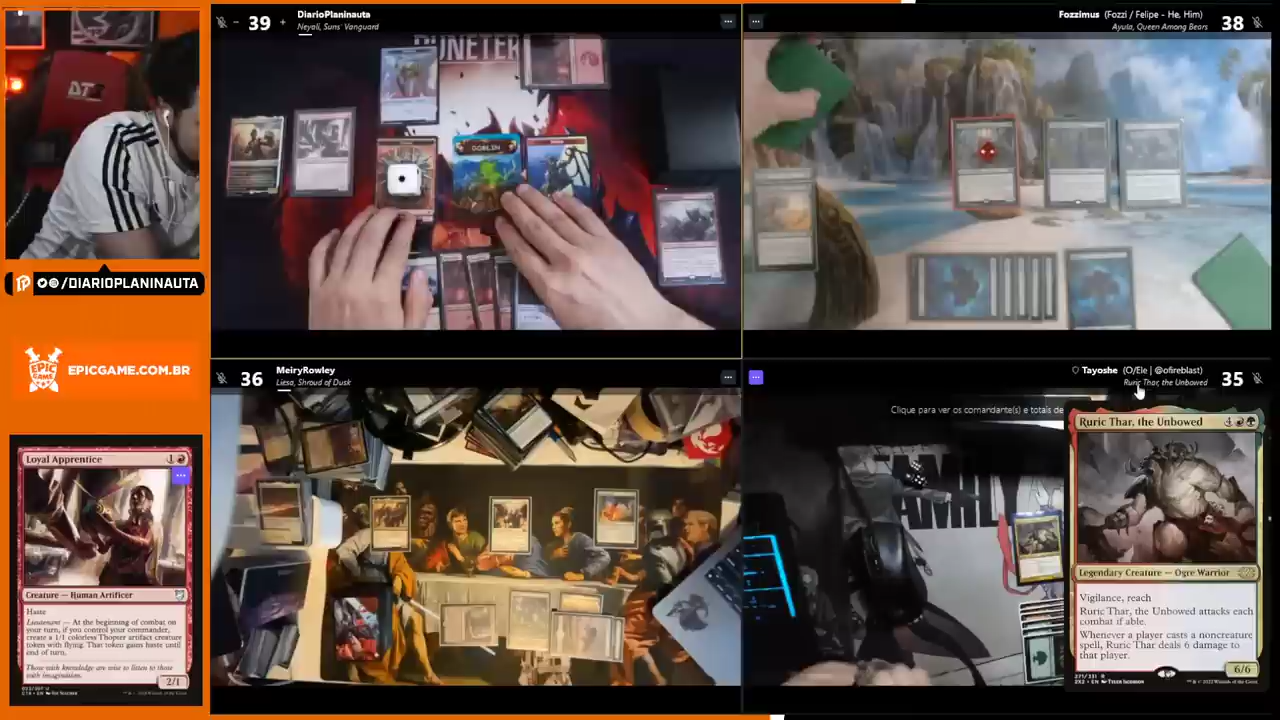 39
DiarioPlaninauta
Neyali, Suns' Vanguard
Fozzimus (Fozzi / Felipe - He, Him)
Ayula, Queen Among Bears
38
GOBLIN
@/DIARIOPLANINAUTA
EPIC GAME
EPICGAME.COM.BR
36
MeiryRowley
Liesa, Shroud of Dusk
Tayoshe (O/Ele | @ofireblast)
Ruric Thar, the Unbowed
35
Clique para ver os comandante(s) e totais de
Ruric Thar, the Unbowed
Legendary Creature — Ogre Warrior
Vigilance, reach
Ruric Thar, the Unbowed attacks each
combat if able.
Whenever a player casts a noncreature
spell, Ruric Thar deals 6 damage to
that player.
6/6
Loyal Apprentice
1
Creature — Human Artificer
Haste
Lieutenant — At the beginning of combat
on your turn, if you control your commander,
create a 1/1 colorless Thopter artifact creature
token with flying. That token gains haste until
end of turn.
Those with knowledge are wise to listen to those
with imagination.
2/1